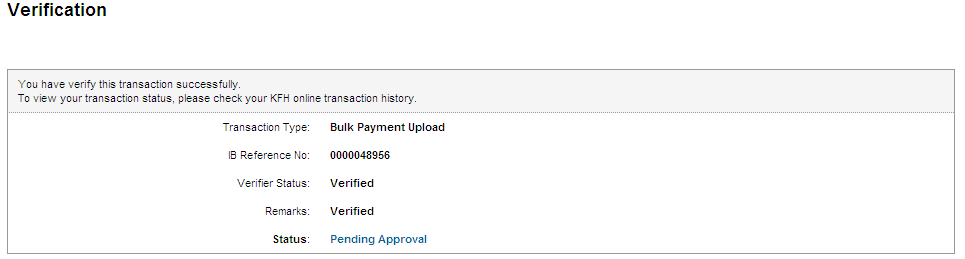 Verification
You have verify this transaction successfully.
To view your transaction status, please check your KFH online transaction history.
Transaction Type: Bulk Payment Upload
IB Reference No: 0000048956
Verifier Status: Verified
Remarks: Verified
Status: Pending Approval